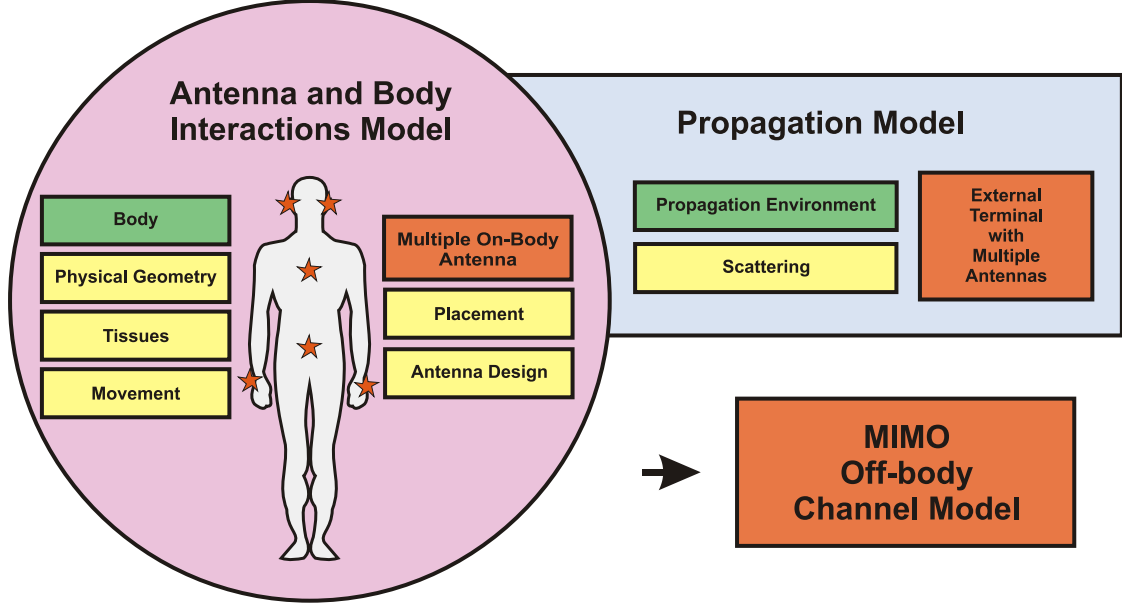 Antenna and Body
Interactions Model
Body
Physical Geometry
Tissues
Movement
Multiple On-Body
Antenna
Placement
Antenna Design
Propagation Model
Propagation Environment
Scattering
External
Terminal
with
Multiple
Antennas
MIMO
Off-body
Channel Model